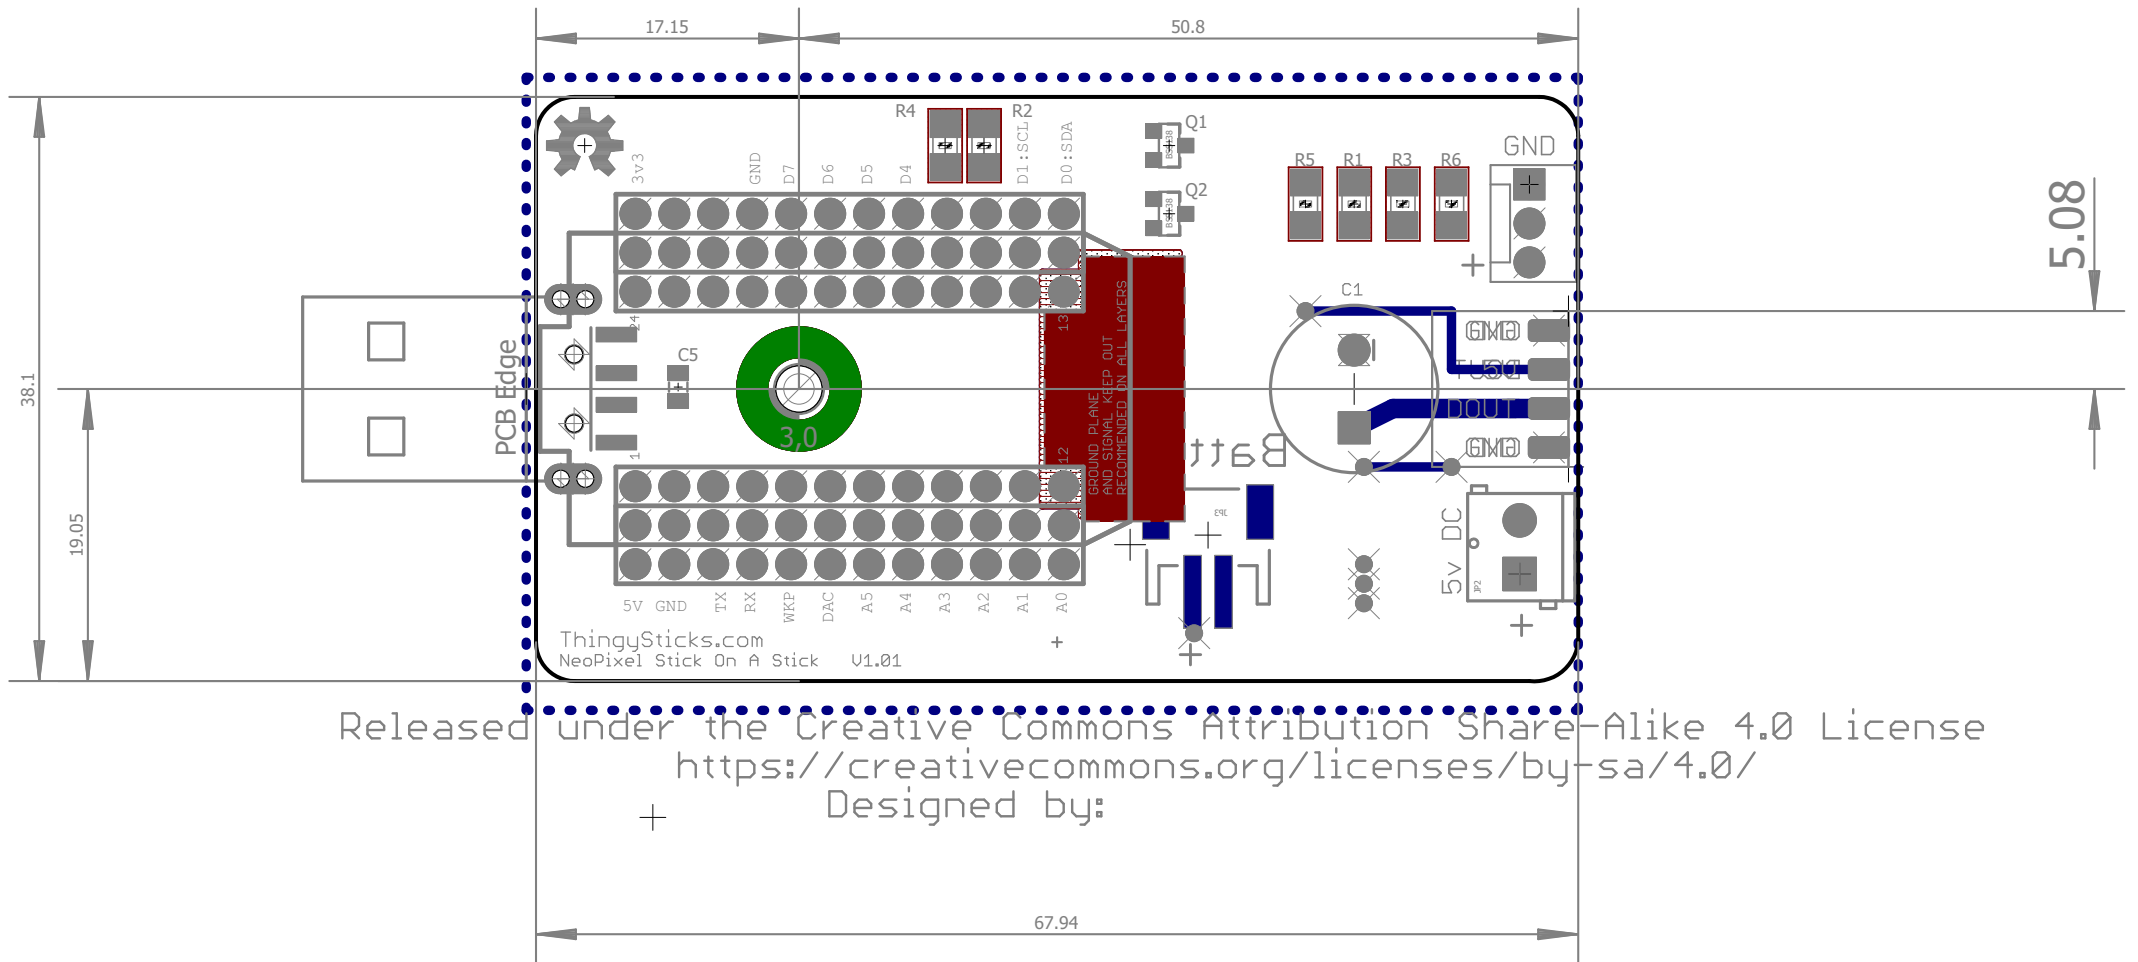 17.15
50.8
R4
R2
Q1
Q2
3v3
GND
D7
D6
D5
D4
D1:SCL
D0:SDA
R5
R1
R3
R6
GND
+
5.08
38.1
19.05
PCB Edge
24
1
C5
3,0
13
12
GROUND PLANE
AND SIGNAL KEEP OUT
RECOMMENDED ON ALL LAYERS
C1
Batt
DOUT
5v DC
JP2
JP3
+
+
+
5V
GND
TX
RX
WKP
DAC
A5
A4
A3
A2
A1
A0
ThingySticks.com
NeoPixel Stick On A Stick V1.01
Released under the Creative Commons Attribution Share-Alike 4.0 License
https://creativecommons.org/licenses/by-sa/4.0/
Designed by:
67.94